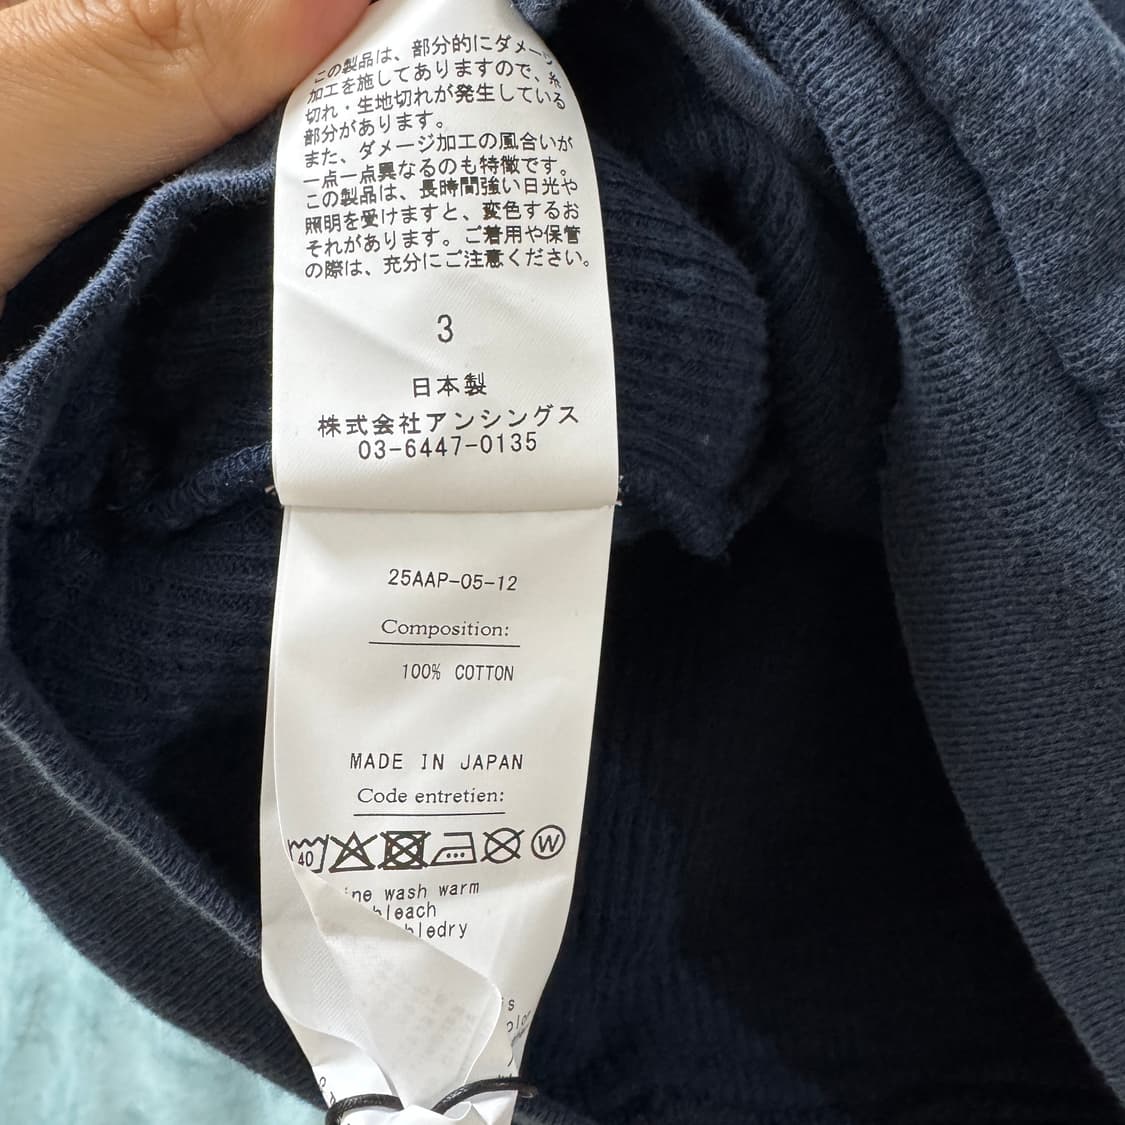 この製品は、部分的にダメージ
加工を施してありますので、糸
切れ・生地切れが発生している
部分があります。
また、ダメージ加工の風合いが
一点一点異なるのも特徴です。
この製品は、長時間強い日光や
照明を受けますと、変色するお
それがあります。ご着用や保管
の際は、充分にご注意ください。
3
日本製
株式会社アンシングス
03-6447-0135
25AAP-05-12
Composition:
100% COTTON
MADE IN JAPAN
Code entretien:
40 W
wash warm
bleach